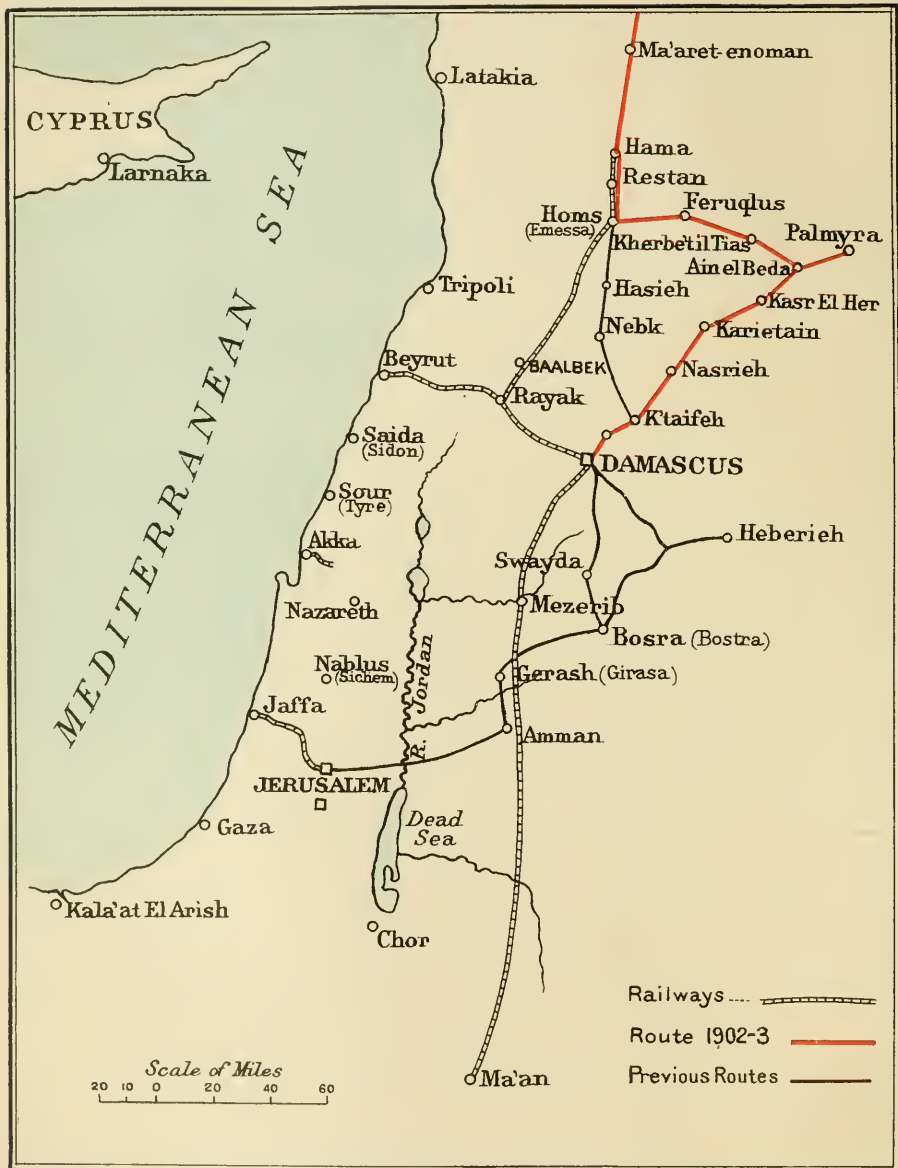 Ma'aret-enoman
Latakia
CYPRUS
Larnaka
Hama
Restan
Feruqlus
Homs
(Emessa)
Kherbe'til Tias
Palmyra
Ain el Beda
MEDITERRANEAN SEA
Tripoli
Hasieh
Kasr El Her
Nebk
Karietain
Beyrut
BAALBEK
Nasrieh
Rayak
K'taifeh
Saida
(Sidon)
DAMASCUS
Sour
(Tyre)
Heberieh
Akka
Swayda
Nazareth
Mezerib
Bosra (Bostra)
Nablus
(Sichem)
R. Jordan
Gerash (Girasa)
Jaffa
Amman
JERUSALEM
Dead
Sea
Gaza
Kala'at El Arish
Chor
Railways ....
Route 1902-3
Previous Routes
Scale of Miles
20 10 0 20 40 60
Ma'an